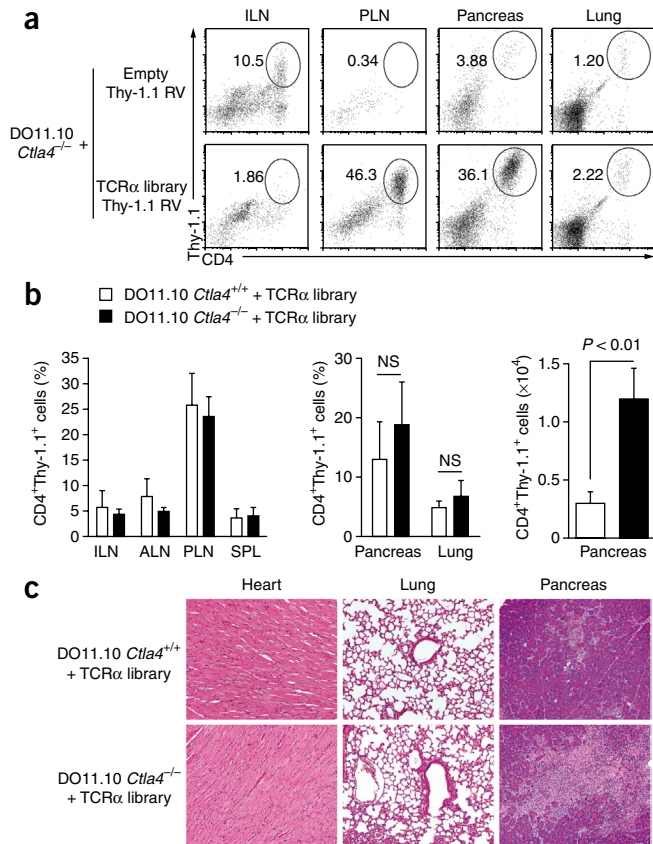 a
ILN PLN Pancreas Lung
DO11.10
Ctla4−/− +
Empty
Thy-1.1 RV
10.5 0.34 3.88 1.20
TCRα library
Thy-1.1 RV
1.86 46.3 36.1 2.22
Thy-1.1
CD4
b
DO11.10 Ctla4+/+ + TCRα library
DO11.10 Ctla4−/− + TCRα library
CD4+Thy-1.1+ cells (%)
35
30
25
20
15
10
5
0
ILN ALN PLN SPL
CD4+Thy-1.1+ cells (%)
30
20
10
0
NS
NS
Pancreas Lung
CD4+Thy-1.1+ cells (×10⁴)
1.5
1.0
0.5
0
P < 0.01
Pancreas
c
Heart Lung Pancreas
DO11.10 Ctla4+/+
+ TCRα library
DO11.10 Ctla4−/−
+ TCRα library